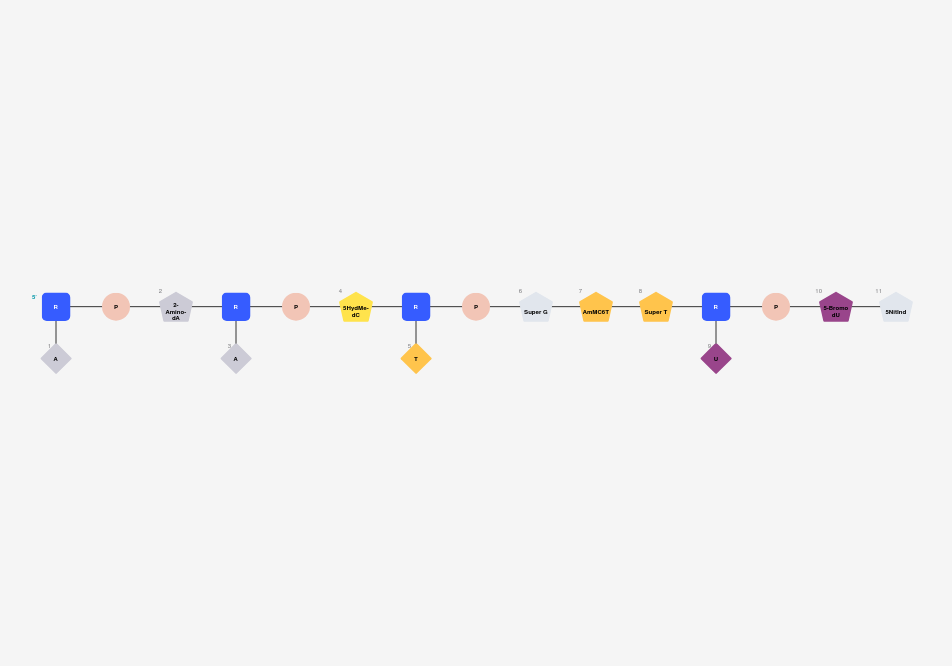 2 4 6 7 8 10 11
5'
R P 2-Amino-dA R P 5HydMe-dC R P Super G AmMC6T Super T R P 5-Bromo dU 5NitInd
1 3 5 9
A A T U